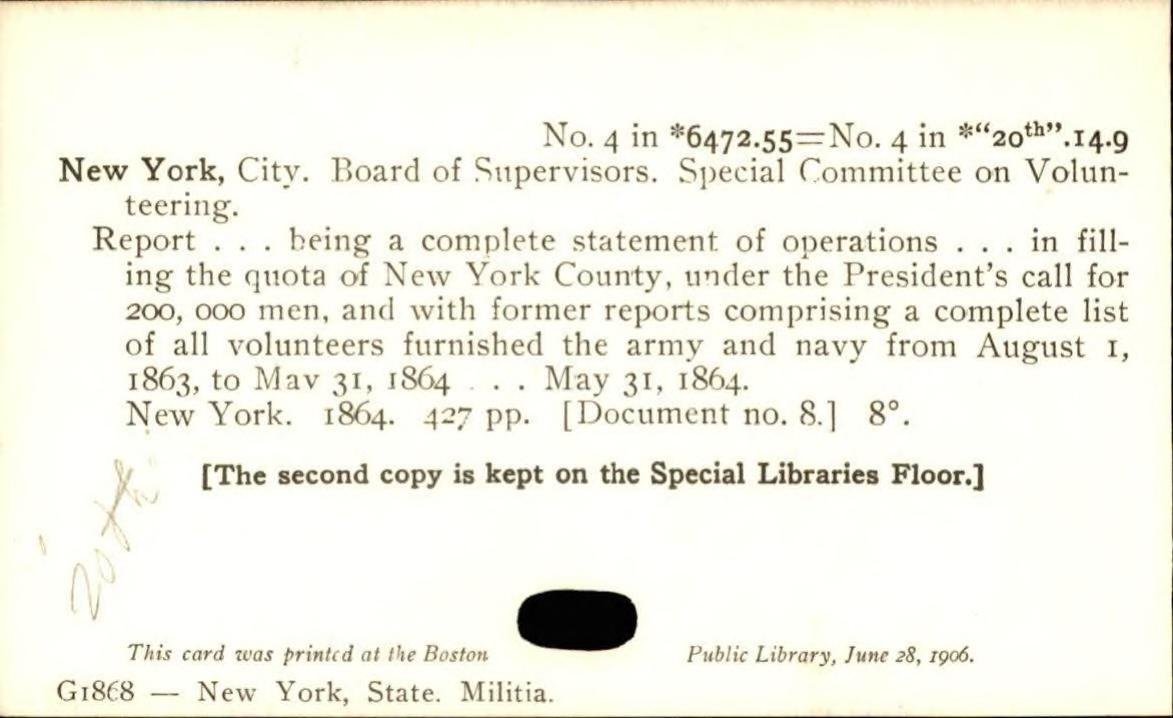 No. 4 in *6472.55=No. 4 in *“20th”.14.9
New York, City. Board of Supervisors. Special Committee on Volun-
teering.
Report . . . being a complete statement of operations . . . in fill-
ing the quota of New York County, under the President’s call for
200, 000 men, and with former reports comprising a complete list
of all volunteers furnished the army and navy from August 1,
1863, to May 31, 1864 . . . May 31, 1864.
New York. 1864. 427 pp. [Document no. 8.] 8°.
[The second copy is kept on the Special Libraries Floor.]
20th
This card was printed at the Boston Public Library, June 28, 1906.
G1868 — New York, State. Militia.